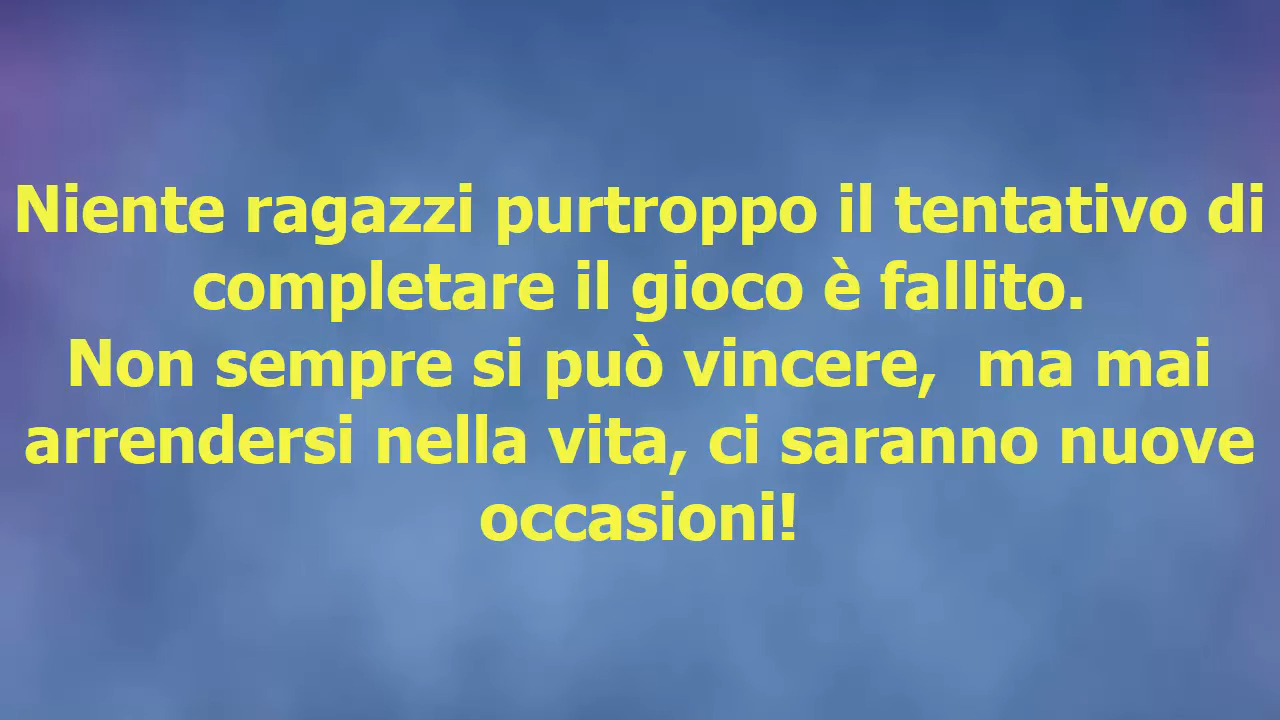 Niente ragazzi purtroppo il tentativo di
completare il gioco è fallito.
Non sempre si può vincere,  ma mai
arrendersi nella vita, ci saranno nuove
occasioni!